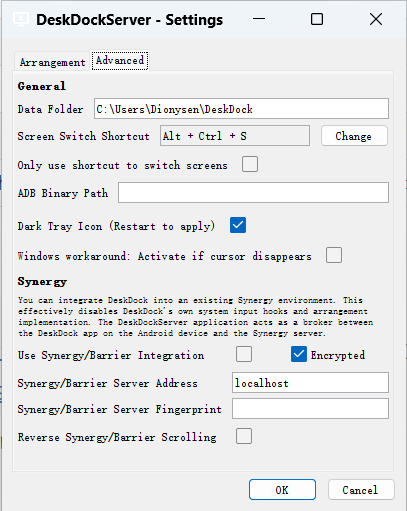 DeskDockServer - Settings
Arrangement Advanced
General
Data Folder C:\Users\Dionysen\DeskDock
Screen Switch Shortcut Alt + Ctrl + S Change
Only use shortcut to switch screens
ADB Binary Path
Dark Tray Icon (Restart to apply)
Windows workaround: Activate if cursor disappears
Synergy
You can integrate DeskDock into an existing Synergy environment. This
effectively disables DeskDock's own system input hooks and arrangement
implementation. The DeskDockServer application acts as a broker between
the DeskDock app on the Android device and the Synergy server.
Use Synergy/Barrier Integration Encrypted
Synergy/Barrier Server Address localhost
Synergy/Barrier Server Fingerprint
Reverse Synergy/Barrier Scrolling
OK Cancel